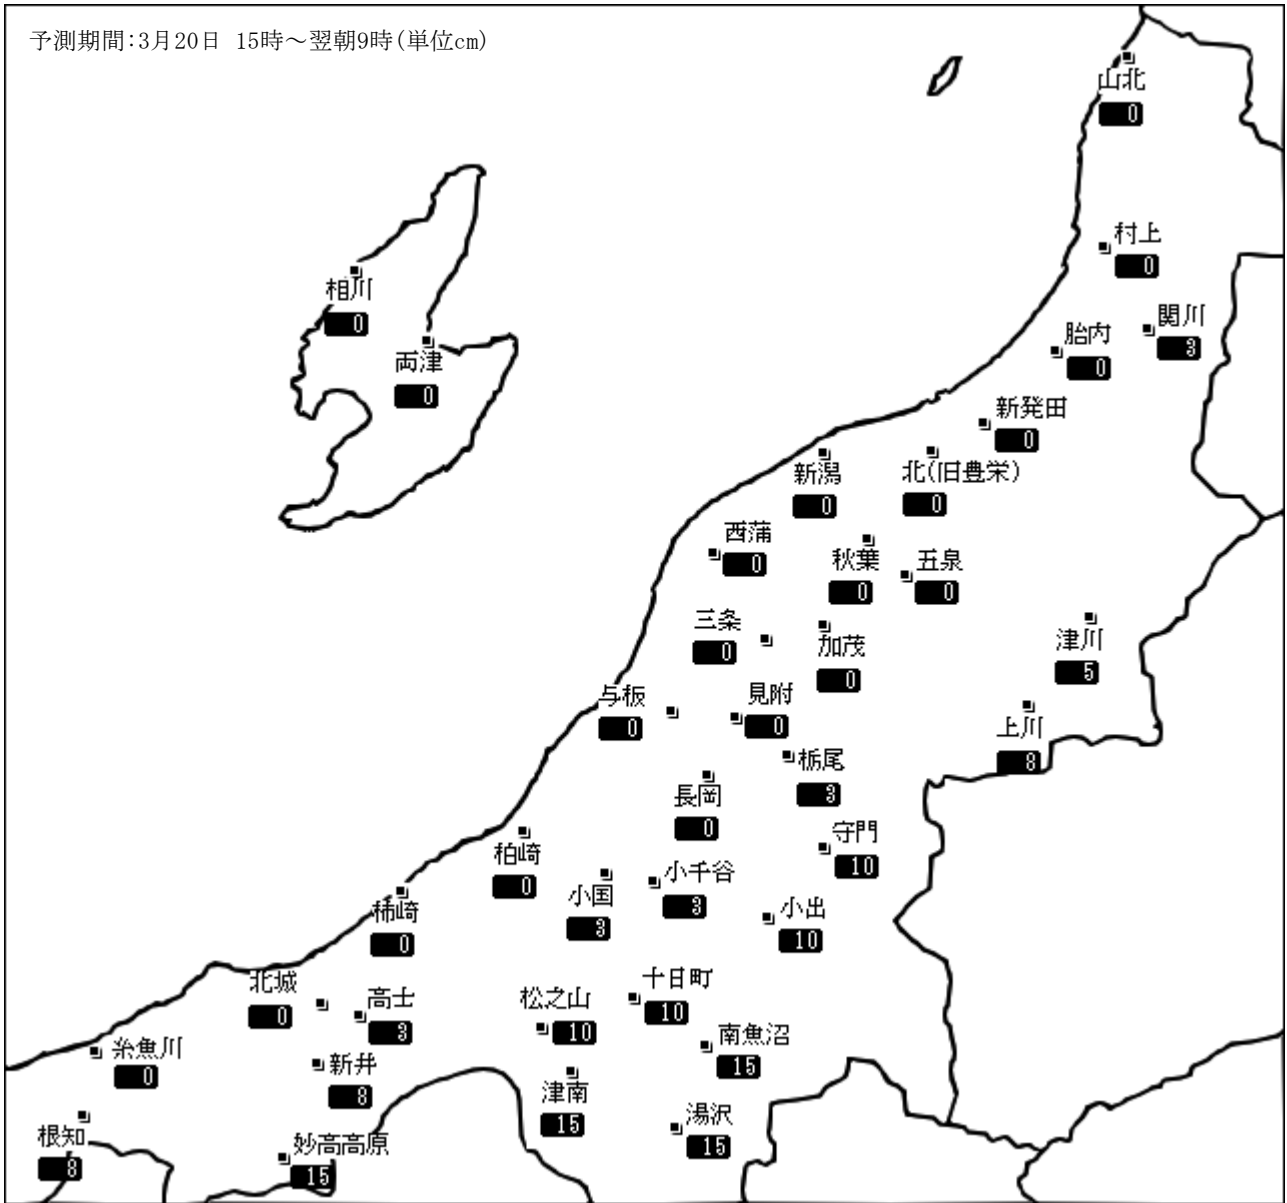 予測期間:3月20日 15時～翌朝9時(単位cm)
山北
0
村上
0
関川
3
胎内
0
相川
0
両津
0
新発田
0
新潟
0
北(旧豊栄)
0
西蒲
0
秋葉
0
五泉
0
三条
0
加茂
0
津川
5
与板
0
見附
0
上川
8
栃尾
3
長岡
0
守門
10
柏崎
0
小国
3
小千谷
3
小出
10
柿崎
0
北城
0
高士
3
松之山
10
十日町
10
南魚沼
15
糸魚川
0
新井
8
津南
15
湯沢
15
根知
8
妙高高原
15